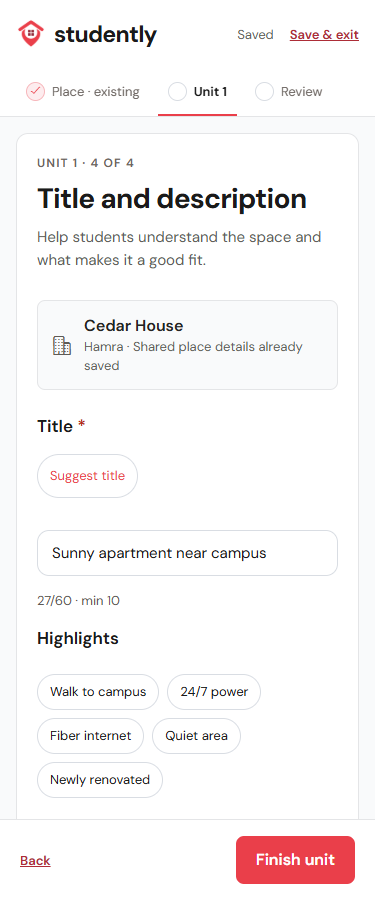 studently
Saved
Save & exit
Place · existing
Unit 1
Review
UNIT 1 · 4 OF 4
Title and description
Help students understand the space and
what makes it a good fit.
Cedar House
Hamra · Shared place details already
saved
Title *
Suggest title
Sunny apartment near campus
27/60 · min 10
Highlights
Walk to campus
24/7 power
Fiber internet
Quiet area
Newly renovated
Back
Finish unit